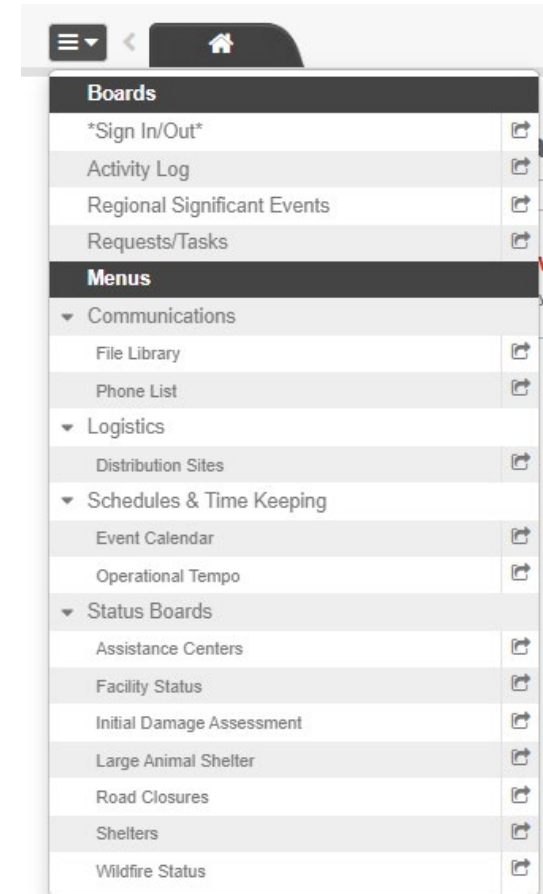 Boards
*Sign In/Out*
Activity Log
Regional Significant Events
Requests/Tasks
Menus
Communications
File Library
Phone List
Logistics
Distribution Sites
Schedules & Time Keeping
Event Calendar
Operational Tempo
Status Boards
Assistance Centers
Facility Status
Initial Damage Assessment
Large Animal Shelter
Road Closures
Shelters
Wildfire Status